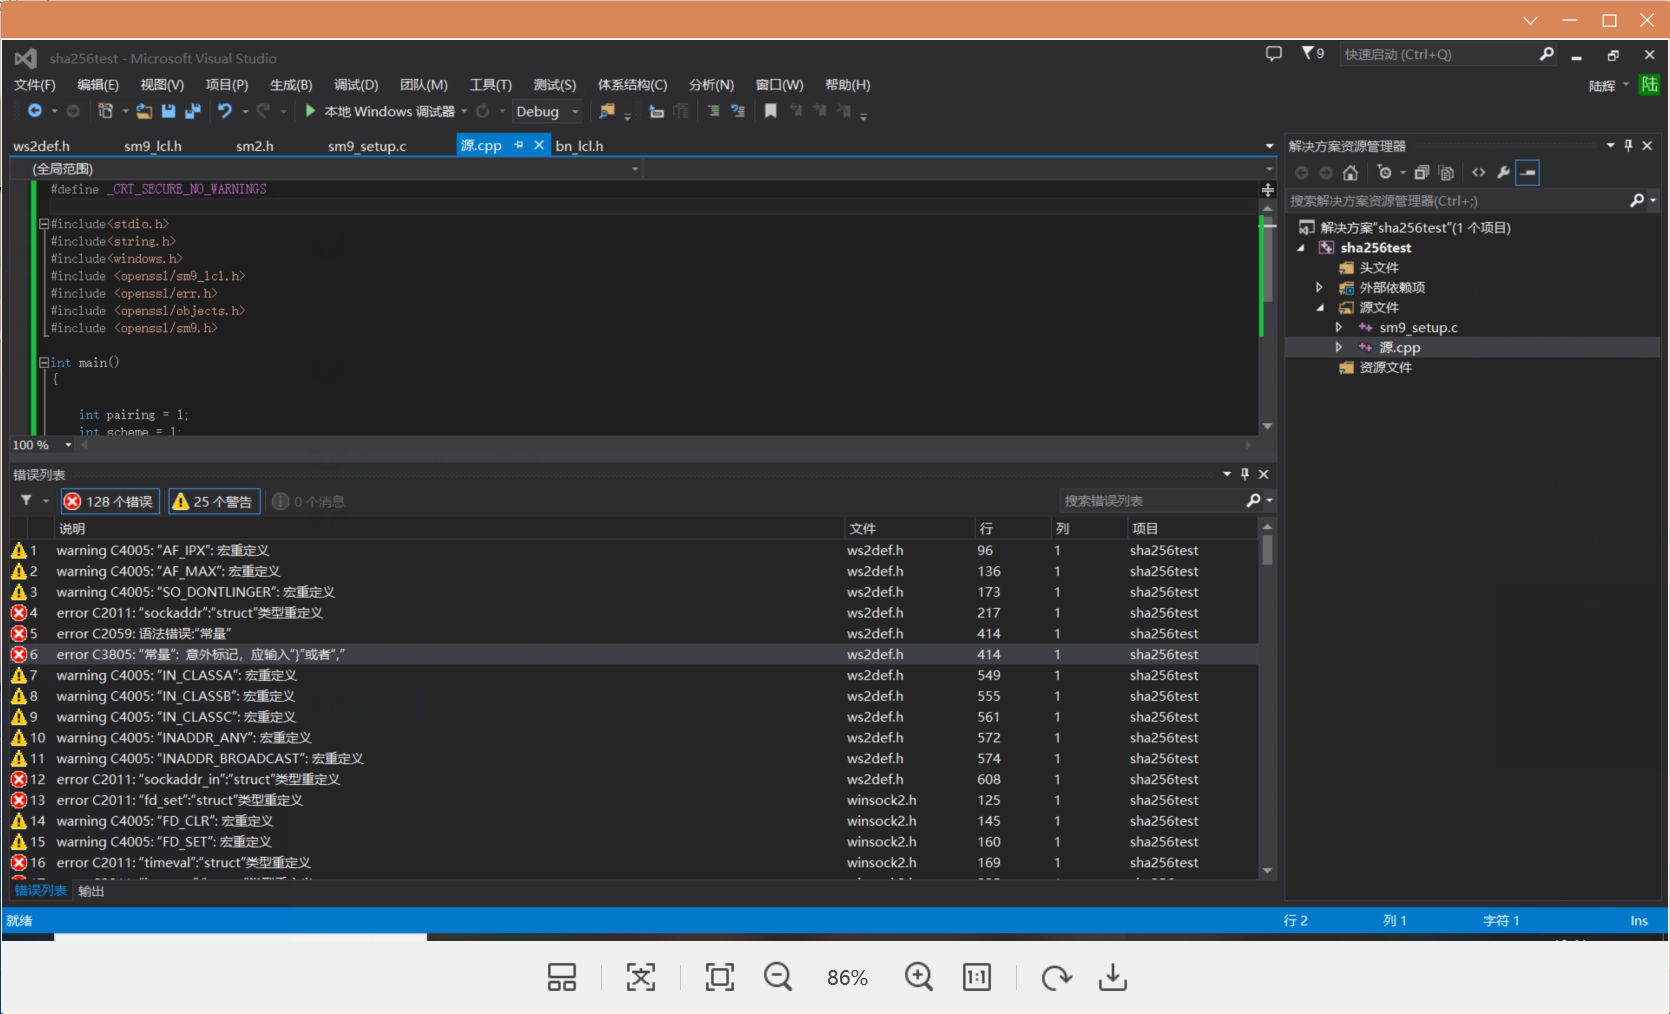 sha256test - Microsoft Visual Studio
9
快速启动 (Ctrl+Q)
文件(F) 编辑(E) 视图(V) 项目(P) 生成(B) 调试(D) 团队(M) 工具(T) 测试(S) 体系结构(C) 分析(N) 窗口(W) 帮助(H)
陆辉 陆
本地 Windows 调试器 Debug
ws2def.h sm9_lcl.h sm2.h sm9_setup.c 源.cpp bn_lcl.h
(全局范围)
#define _CRT_SECURE_NO_WARNINGS
#include<stdio.h>
#include<string.h>
#include<windows.h>
#include <openssl/sm9_lcl.h>
#include <openssl/err.h>
#include <openssl/objects.h>
#include <openssl/sm9.h>
int main()
{
int pairing = 1;
int scheme = 1;
100 %
解决方案资源管理器
搜索解决方案资源管理器(Ctrl+;)
解决方案"sha256test"(1 个项目)
sha256test
头文件
外部依赖项
源文件
sm9_setup.c
源.cpp
资源文件
错误列表
128 个错误 25 个警告 0 个消息
搜索错误列表
说明 文件 行 列 项目
1 warning C4005: “AF_IPX”: 宏重定义 ws2def.h 96 1 sha256test
2 warning C4005: “AF_MAX”: 宏重定义 ws2def.h 136 1 sha256test
3 warning C4005: “SO_DONTLINGER”: 宏重定义 ws2def.h 173 1 sha256test
4 error C2011: “sockaddr”:“struct”类型重定义 ws2def.h 217 1 sha256test
5 error C2059: 语法错误:“常量” ws2def.h 414 1 sha256test
6 error C3805: “常量”: 意外标记，应输入“}”或者“,” ws2def.h 414 1 sha256test
7 warning C4005: “IN_CLASSA”: 宏重定义 ws2def.h 549 1 sha256test
8 warning C4005: “IN_CLASSB”: 宏重定义 ws2def.h 555 1 sha256test
9 warning C4005: “IN_CLASSC”: 宏重定义 ws2def.h 561 1 sha256test
10 warning C4005: “INADDR_ANY”: 宏重定义 ws2def.h 572 1 sha256test
11 warning C4005: “INADDR_BROADCAST”: 宏重定义 ws2def.h 574 1 sha256test
12 error C2011: “sockaddr_in”:“struct”类型重定义 ws2def.h 608 1 sha256test
13 error C2011: “fd_set”:“struct”类型重定义 winsock2.h 125 1 sha256test
14 warning C4005: “FD_CLR”: 宏重定义 winsock2.h 145 1 sha256test
15 warning C4005: “FD_SET”: 宏重定义 winsock2.h 160 1 sha256test
16 error C2011: “timeval”:“struct”类型重定义 winsock2.h 169 1 sha256test
错误列表 输出
就绪 行 2 列 1 字符 1 Ins
86%
1:1